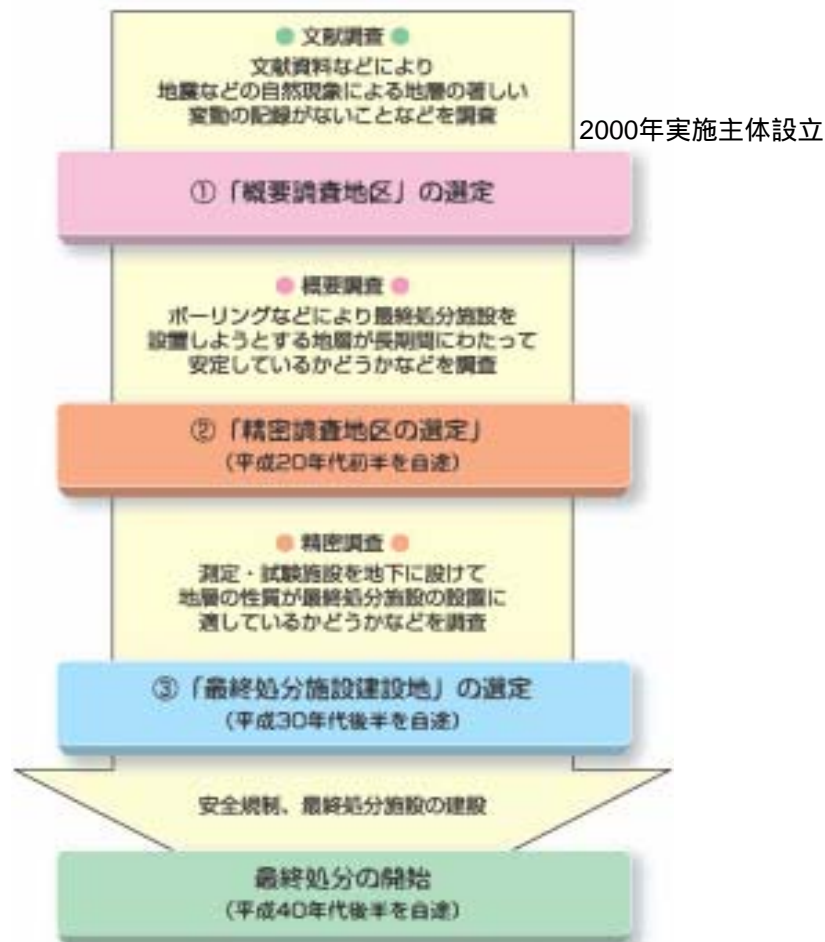 ● 文献調査 ●
文献資料などにより
地震などの自然現象による地層の著しい
変動の記録がないことなどを調査
2000年実施主体設立
①「概要調査地区」の選定
● 概要調査 ●
ボーリングなどにより最終処分施設を
設置しようとする地層が長期間にわたって
安定しているかどうかなどを調査
②「精密調査地区の選定」
(平成20年代前半を目途)
● 精密調査 ●
測定・試験施設を地下に設けて
地層の性質が最終処分施設の設置に
適しているかどうかなどを調査
③「最終処分施設建設地」の選定
(平成30年代後半を目途)
安全規制、最終処分施設の建設
最終処分の開始
(平成40年代後半を目途)